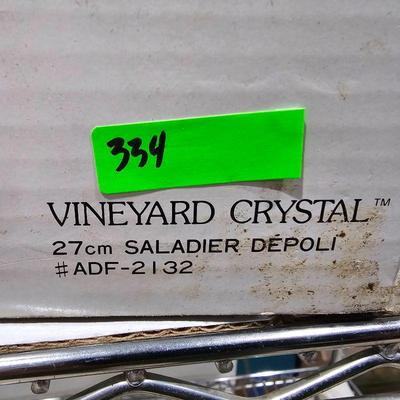 334
VINEYARD CRYSTAL™
27cm SALADIER DEPOLI
#ADF-2132